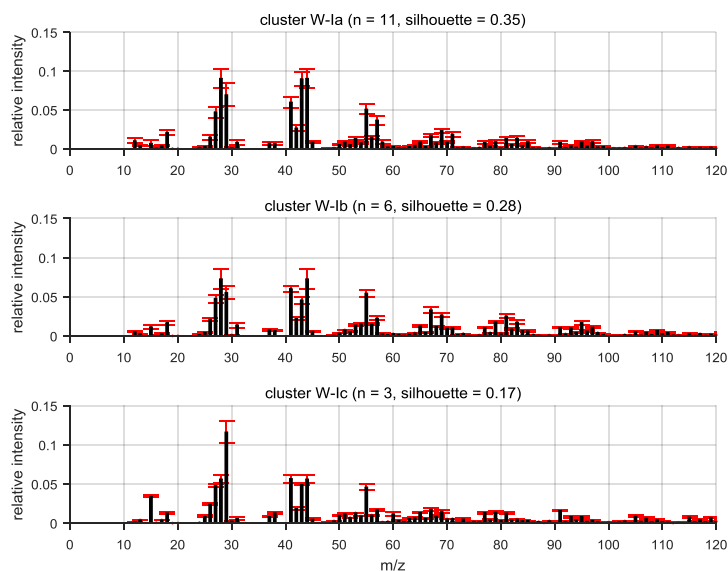 cluster W-Ia (n = 11, silhouette = 0.35)
relative intensity
0.15
0.1
0.05
0
0 10 20 30 40 50 60 70 80 90 100 110 120
cluster W-Ib (n = 6, silhouette = 0.28)
relative intensity
0.15
0.1
0.05
0
0 10 20 30 40 50 60 70 80 90 100 110 120
cluster W-Ic (n = 3, silhouette = 0.17)
relative intensity
0.15
0.1
0.05
0
0 10 20 30 40 50 60 70 80 90 100 110 120
m/z